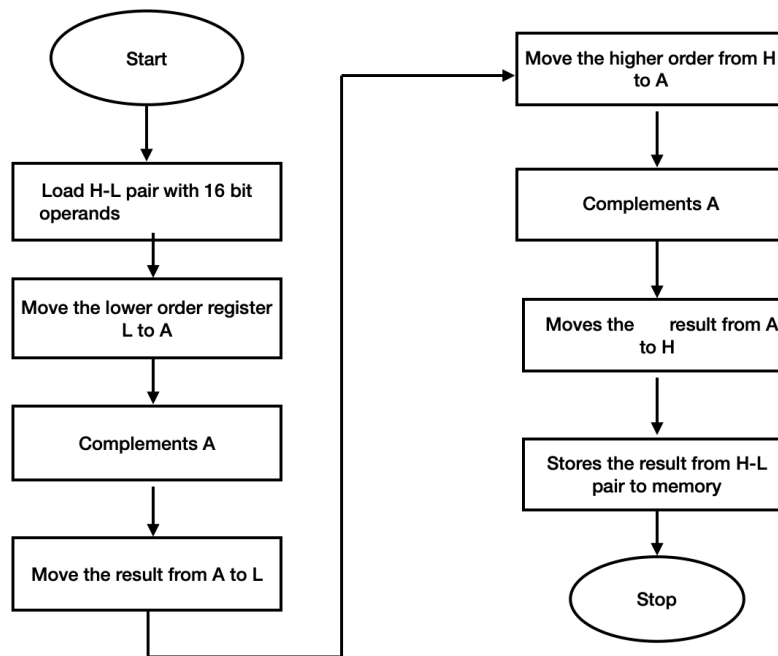 Start
Load H-L pair with 16 bit
operands
Move the lower order register
L to A
Complements A
Move the result from A to L
Move the higher order from H
to A
Complements A
Moves the result from A
to H
Stores the result from H-L
pair to memory
Stop